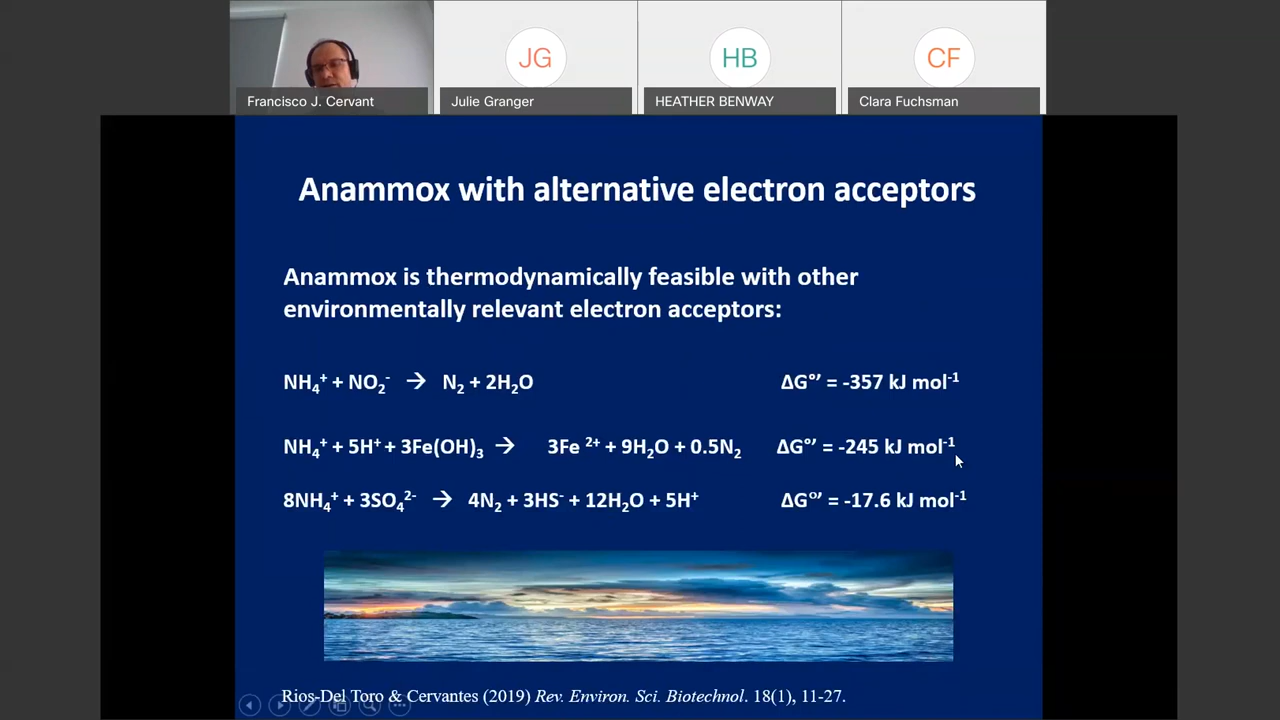 JG
HB
CF
Francisco J. Cervant
Julie Granger
HEATHER BENWAY
Clara Fuchsman
Anammox with alternative electron acceptors
Anammox is thermodynamically feasible with other
environmentally relevant electron acceptors:
NH₄⁺ + NO₂⁻ → N₂ + 2H₂O ΔG°’ = -357 kJ mol⁻¹
NH₄⁺ + 5H⁺ + 3Fe(OH)₃ → 3Fe ²⁺ + 9H₂O + 0.5N₂ ΔG°’ = -245 kJ mol⁻¹
8NH₄⁺ + 3SO₄²⁻ → 4N₂ + 3HS⁻ + 12H₂O + 5H⁺ ΔG°’ = -17.6 kJ mol⁻¹
Rios-Del Toro & Cervantes (2019) Rev. Environ. Sci. Biotechnol. 18(1), 11-27.